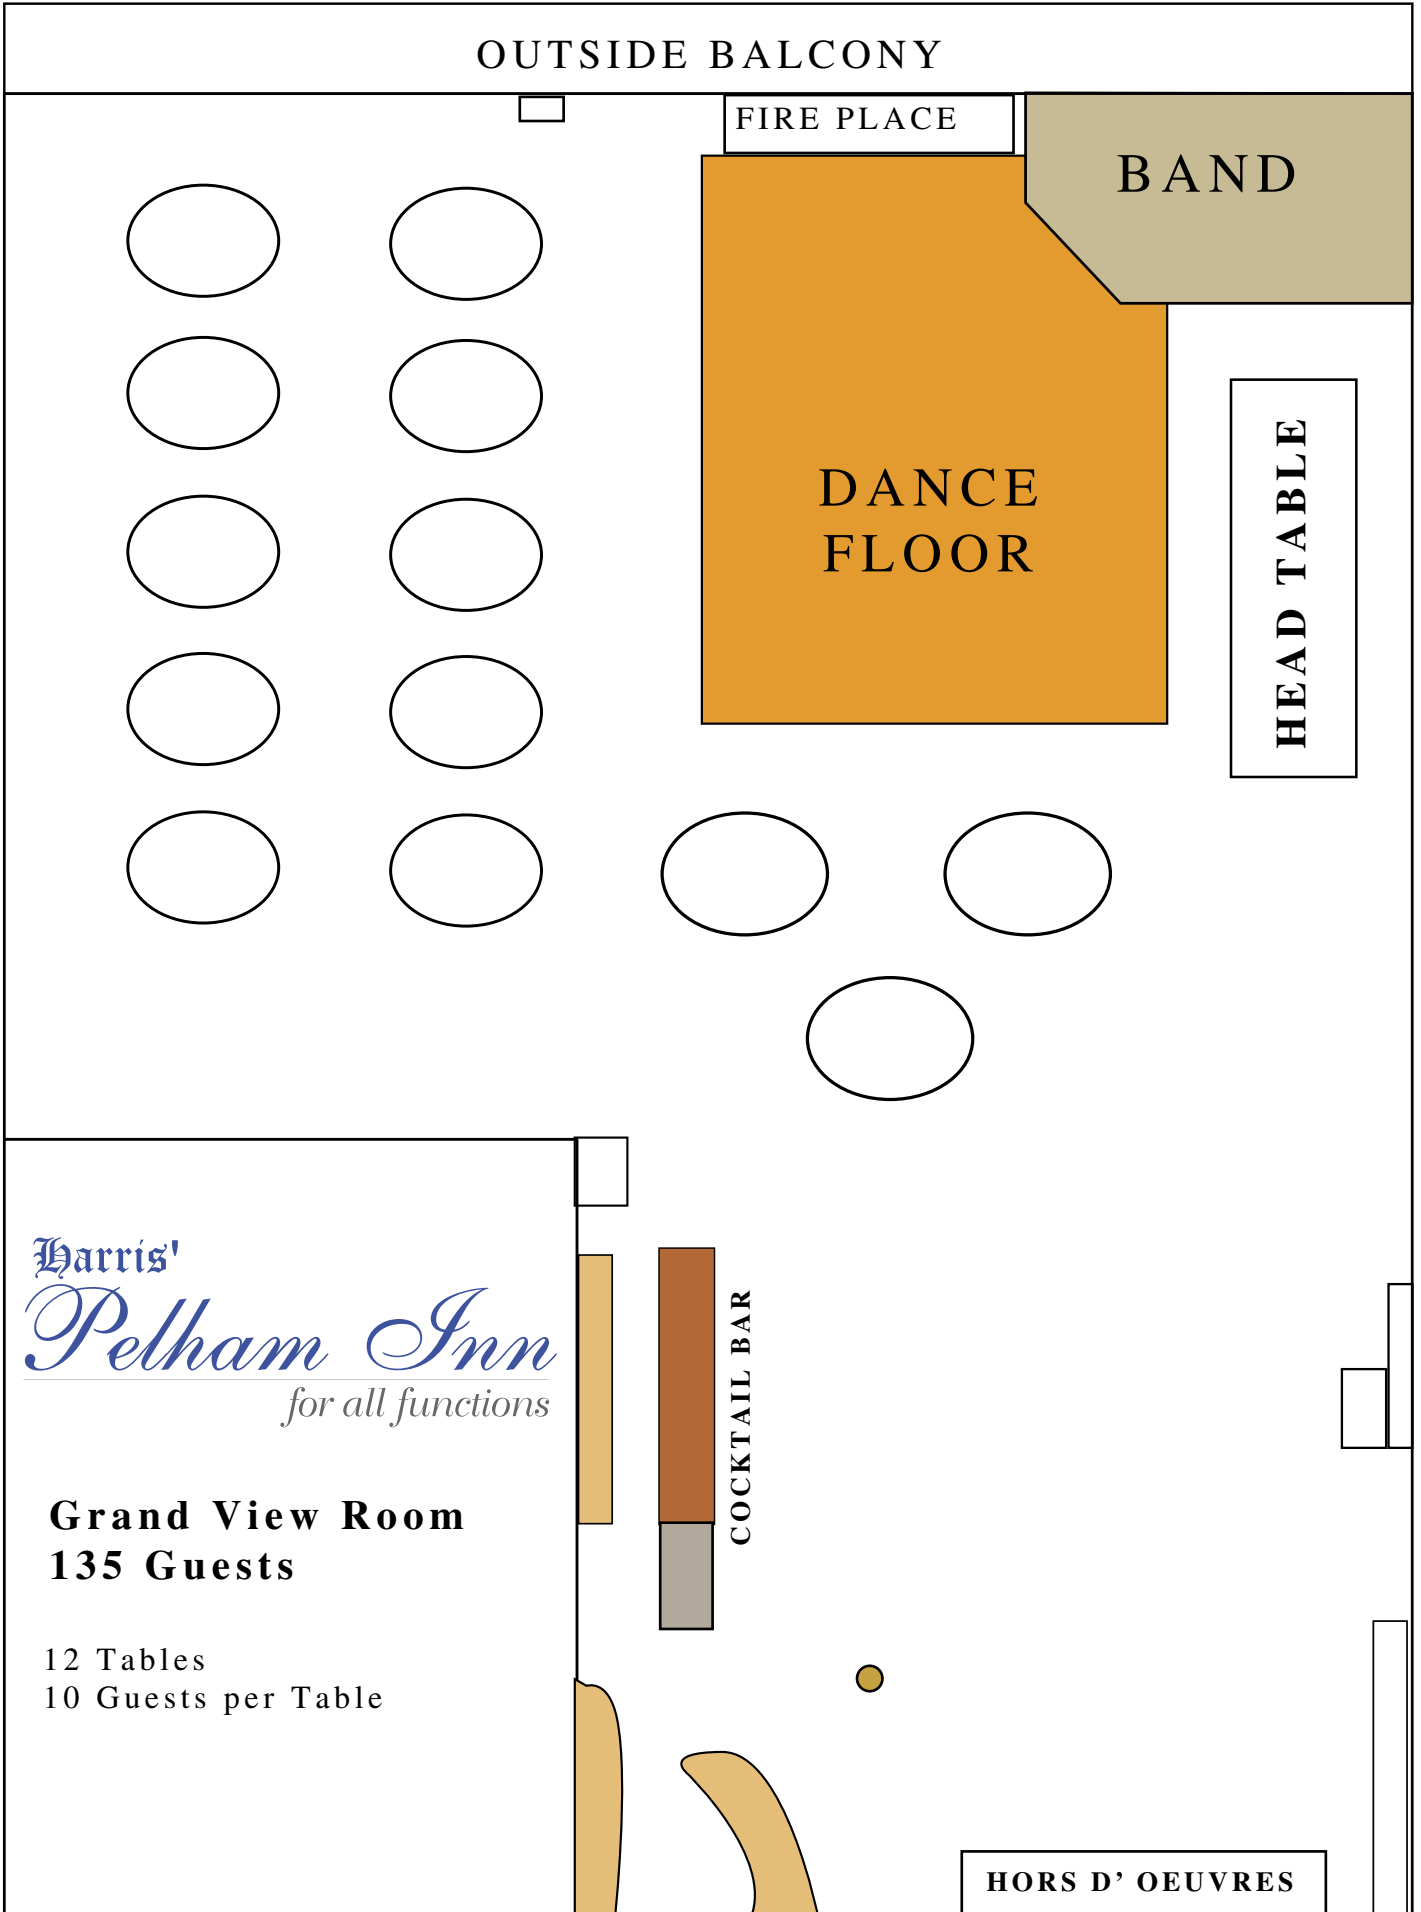 OUTSIDE BALCONY
FIRE PLACE
BAND
DANCE
FLOOR
HEAD TABLE
Harris'
Pelham Inn
for all functions
COCKTAIL BAR
Grand View Room
135 Guests
12 Tables
10 Guests per Table
HORS D’ OEUVRES